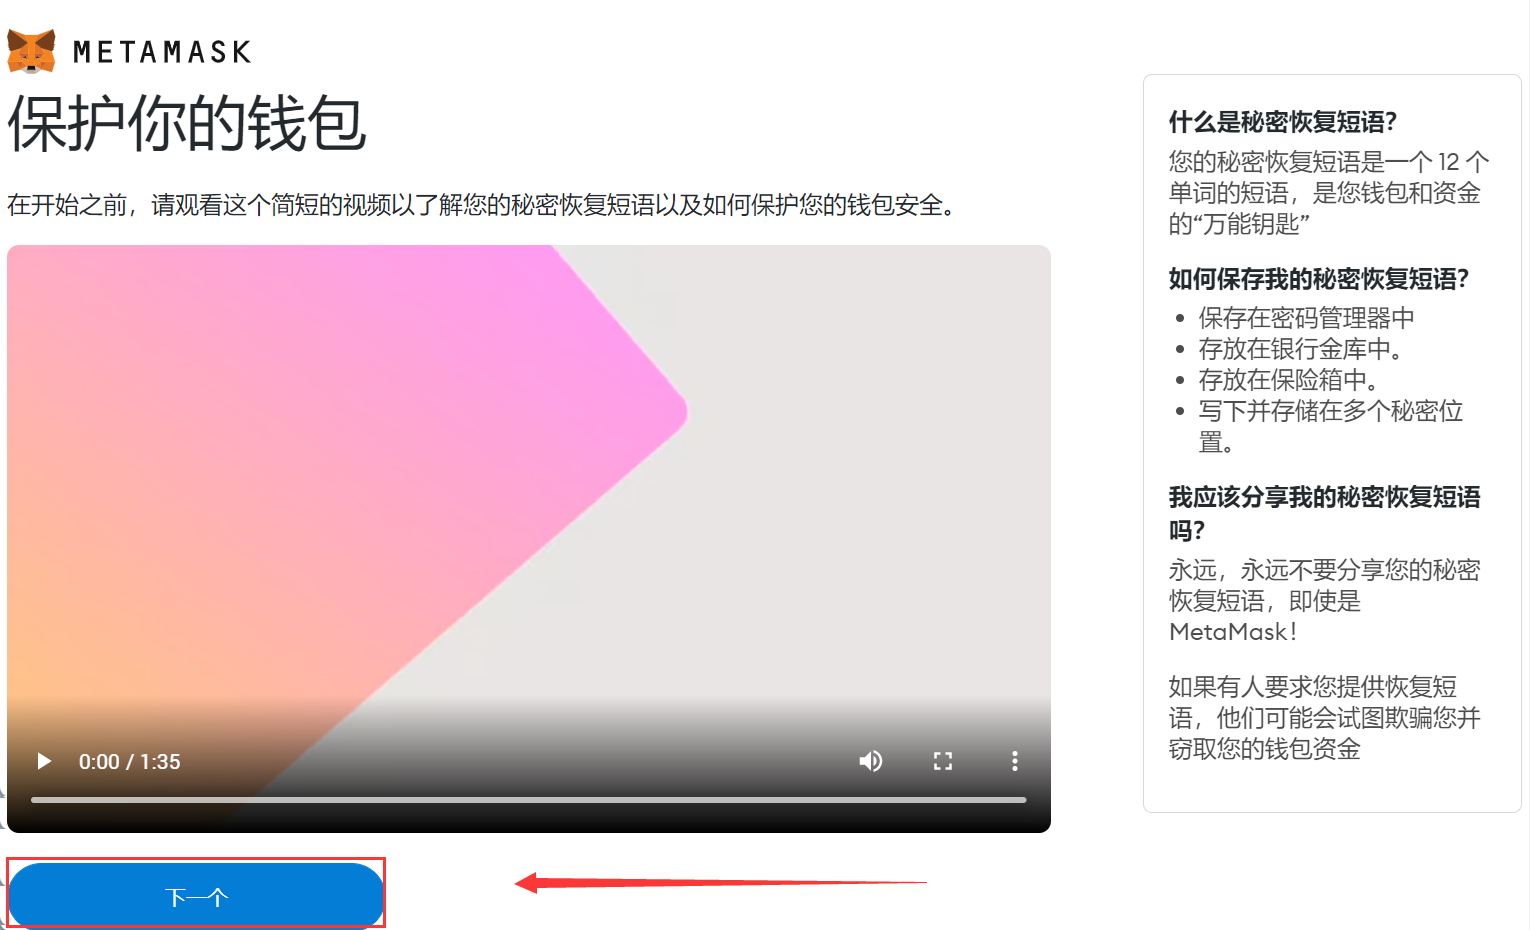 METAMASK
保护你的钱包
在开始之前，请观看这个简短的视频以了解您的秘密恢复短语以及如何保护您的钱包安全。
0:00 / 1:35
下一个
什么是秘密恢复短语？
您的秘密恢复短语是一个 12 个
单词的短语，是您钱包和资金
的“万能钥匙”
如何保存我的秘密恢复短语？
• 保存在密码管理器中
• 存放在银行金库中。
• 存放在保险箱中。
• 写下并存储在多个秘密位
置。
我应该分享我的秘密恢复短语
吗？
永远，永远不要分享您的秘密
恢复短语，即使是
MetaMask！
如果有人要求您提供恢复短
语，他们可能会试图欺骗您并
窃取您的钱包资金